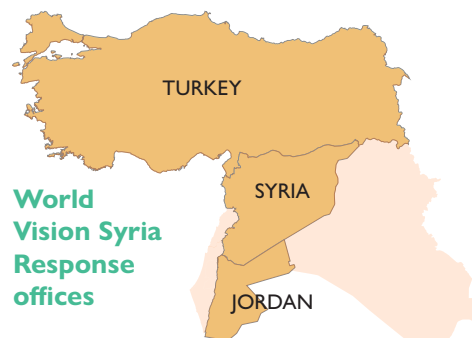 TURKEY
SYRIA
World
Vision Syria
Response
offices
JORDAN